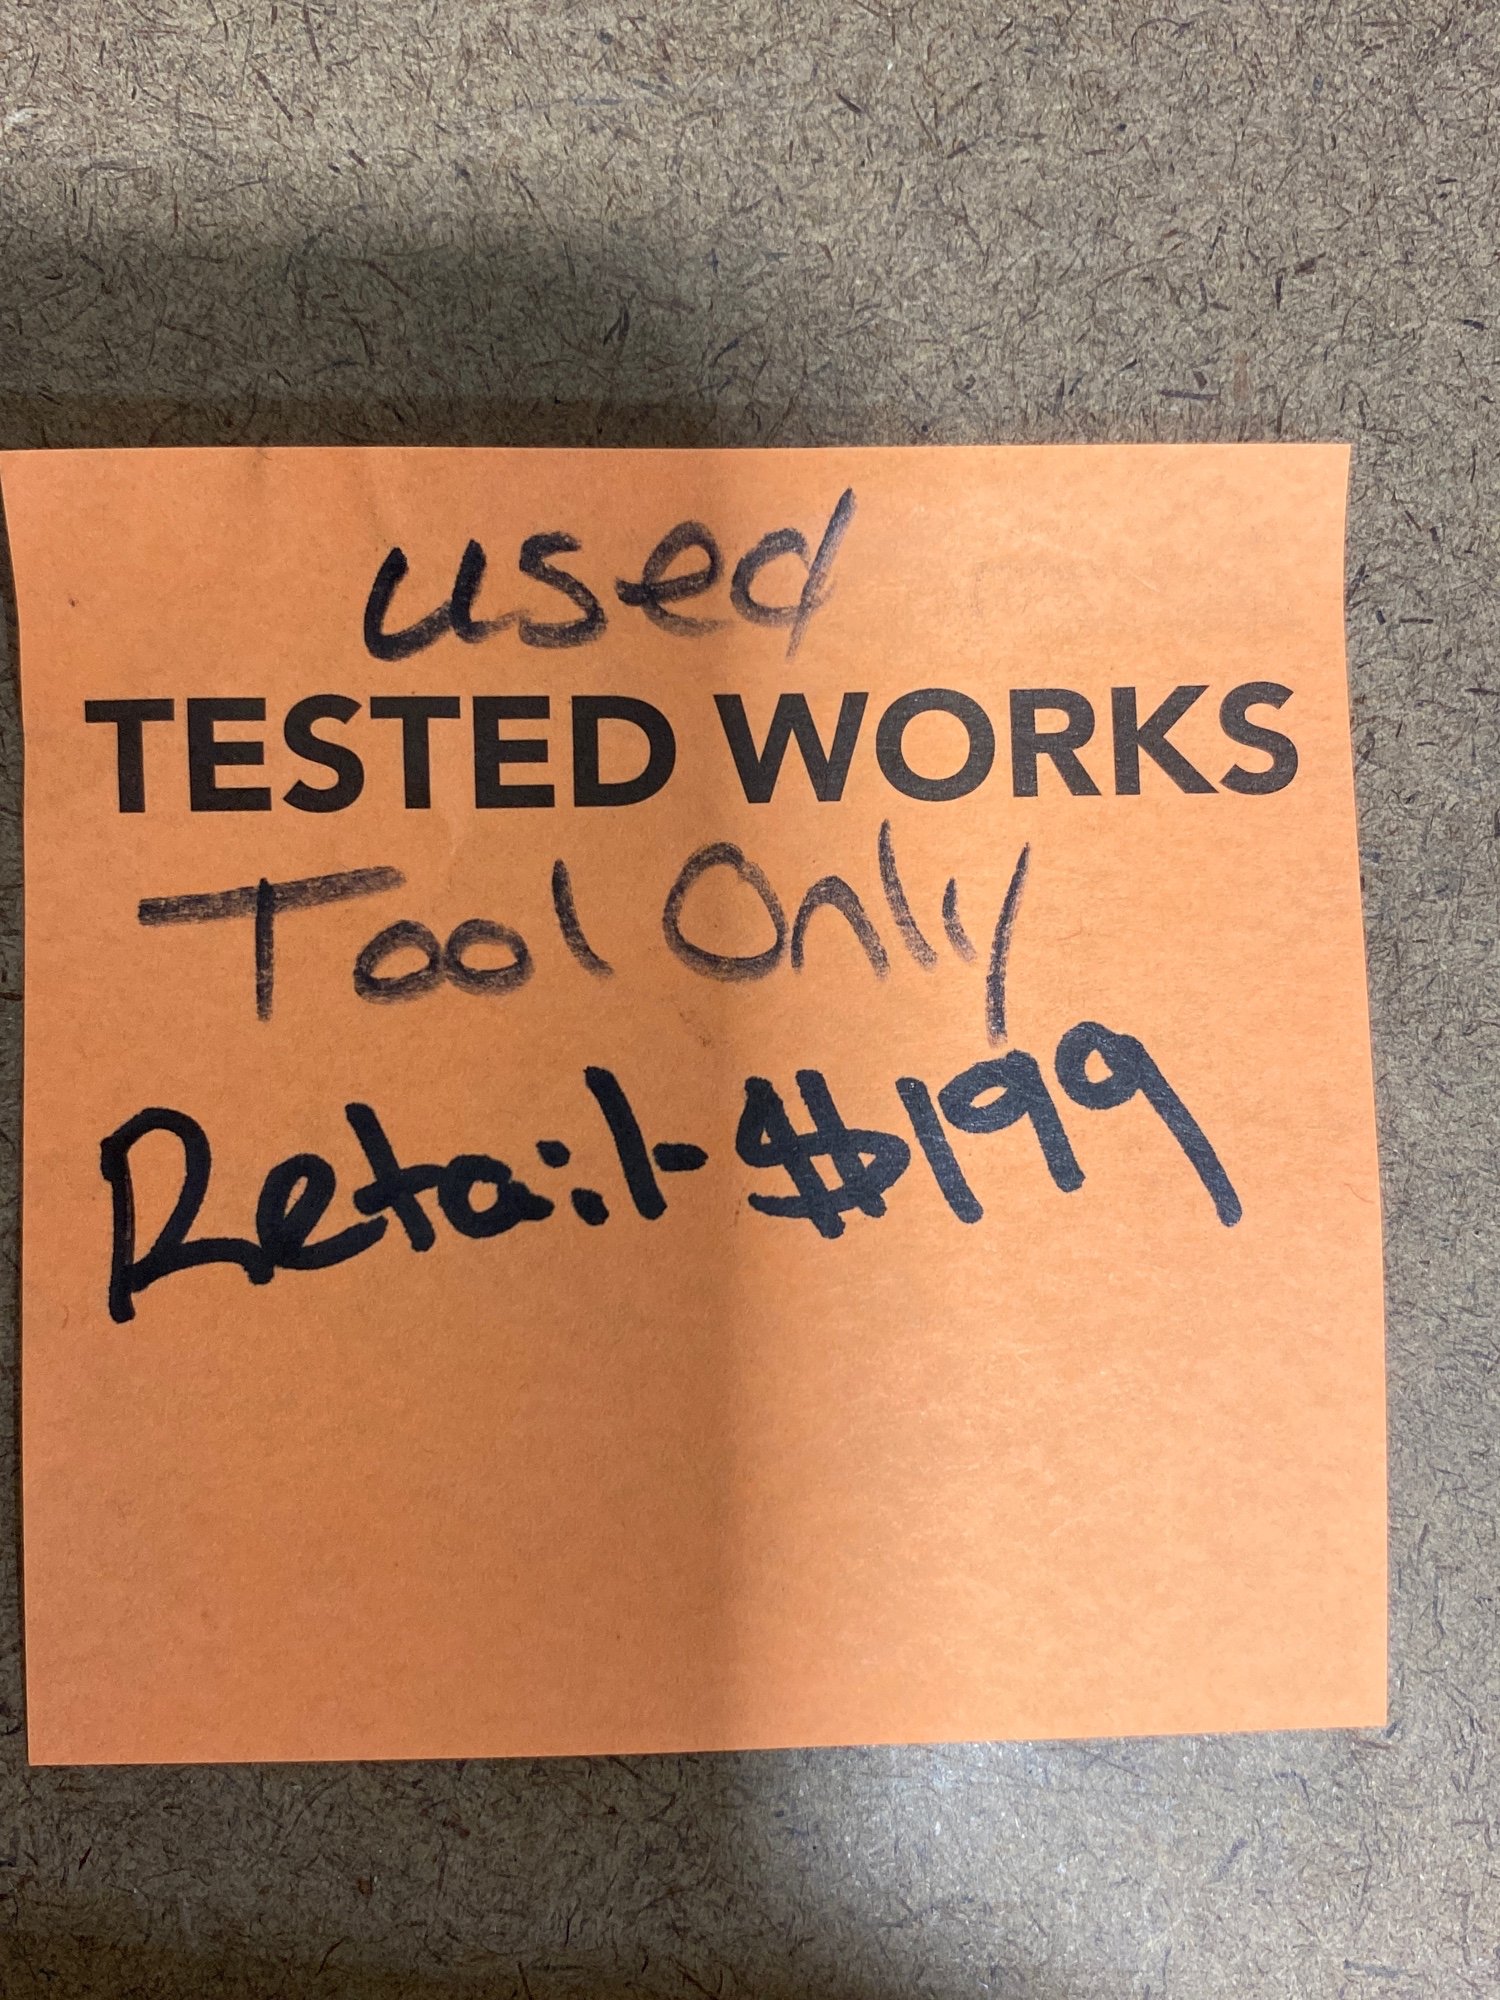 used
TESTED WORKS
Tool Only
Retail-$199